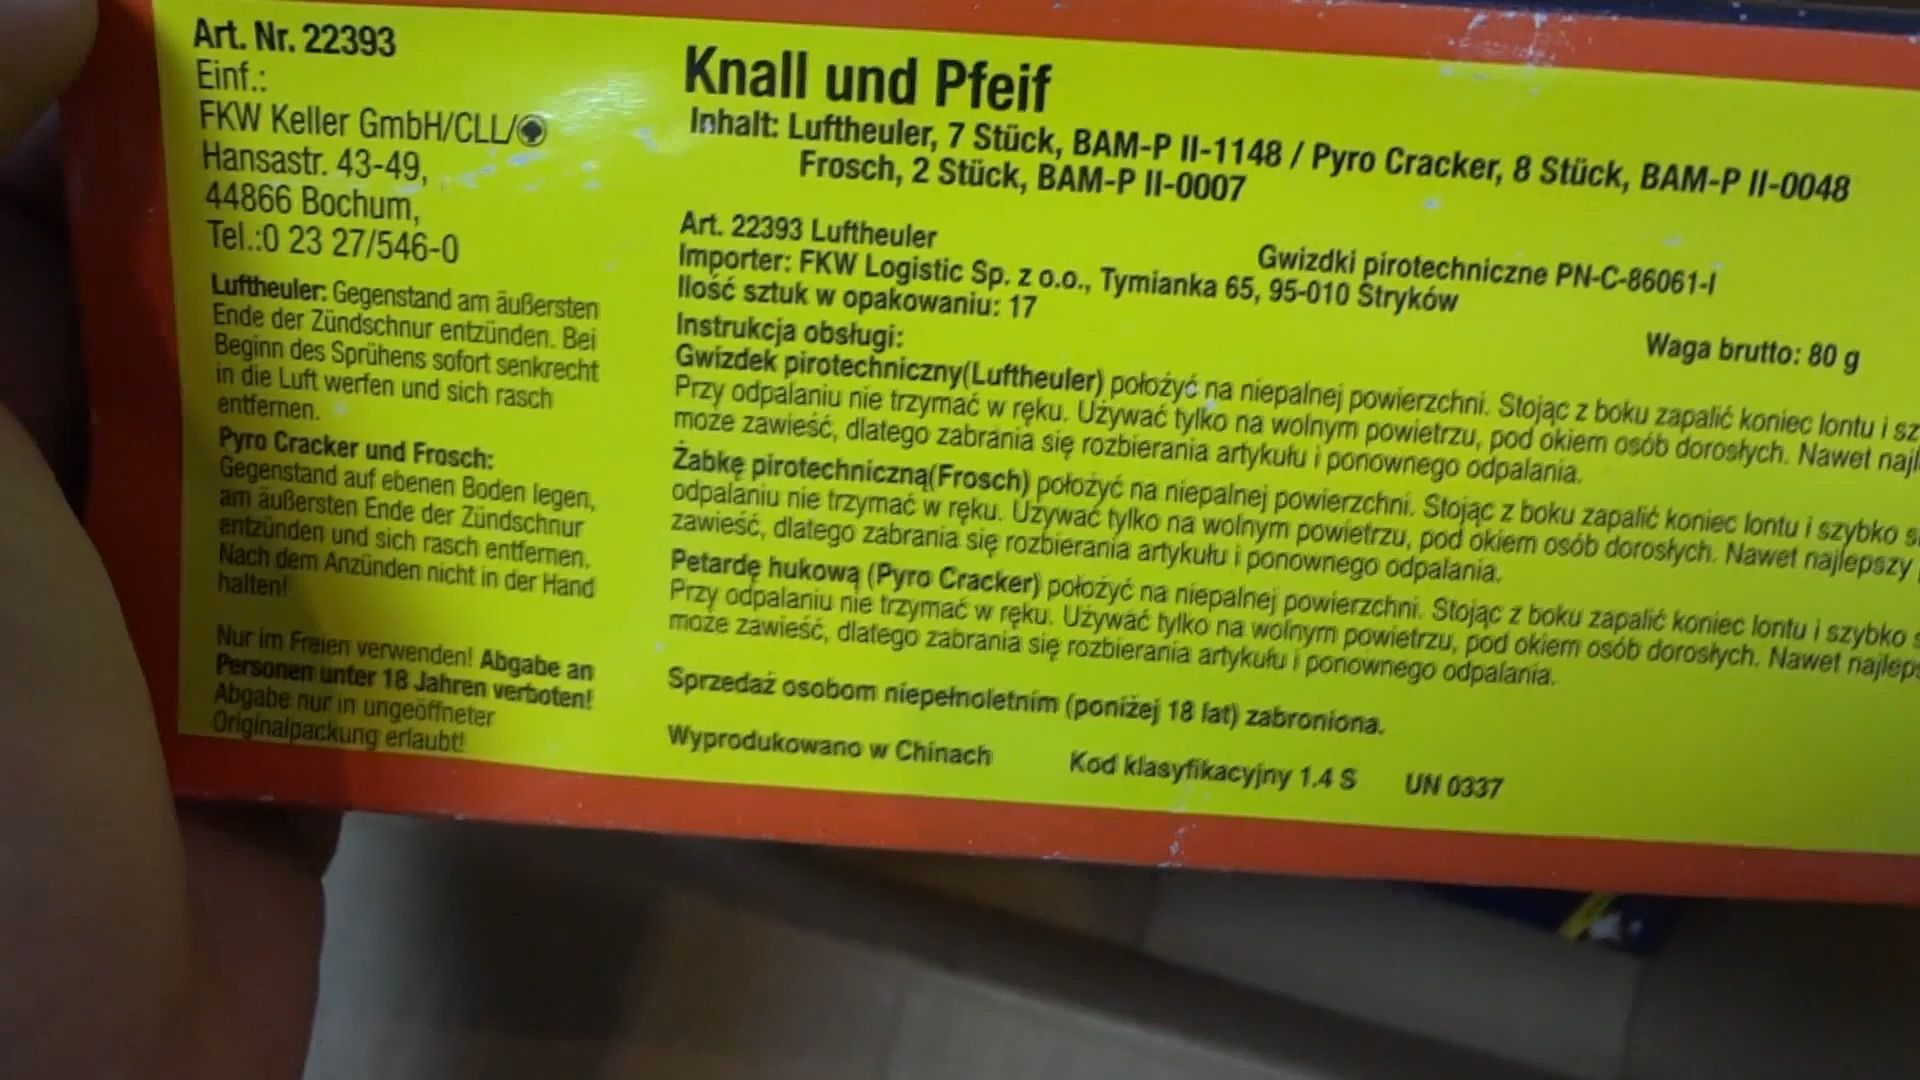 Art. Nr. 22393
Einf.:
FKW Keller GmbH/CLL/
Hansastr. 43-49,
44866 Bochum,
Tel.:0 23 27/546-0
Luftheuler: Gegenstand am äußersten
Ende der Zündschnur entzünden. Bei
Beginn des Sprühens sofort senkrecht
in die Luft werfen und sich rasch
entfernen.
Pyro Cracker und Frosch:
Gegenstand auf ebenen Boden legen,
am äußersten Ende der Zündschnur
entzünden und sich rasch entfernen.
Nach dem Anzünden nicht in der Hand
halten!
Nur im Freien verwenden! Abgabe an
Personen unter 18 Jahren verboten!
Abgabe nur in ungeöffneter
Originalpackung erlaubt!
Knall und Pfeif
Inhalt: Luftheuler, 7 Stück, BAM-P II-1148 / Pyro Cracker, 8 Stück, BAM-P II-0048
Frosch, 2 Stück, BAM-P II-0007
Art. 22393 Luftheuler
Gwizdki pirotechniczne PN-C-86061-I
Importer: FKW Logistic Sp. z o.o., Tymianka 65, 95-010 Stryków
Ilość sztuk w opakowaniu: 17
Waga brutto: 80 g
Instrukcja obsługi:
Gwizdek pirotechniczny(Luftheuler) położyć na niepalnej powierzchni. Stojąc z boku zapalić koniec lontu i sz
Przy odpalaniu nie trzymać w ręku. Używać tylko na wolnym powietrzu, pod okiem osób dorosłych. Nawet najl
może zawieść, dlatego zabrania się rozbierania artykułu i ponownego odpalania.
Żabkę pirotechniczną(Frosch) położyć na niepalnej powierzchni. Stojąc z boku zapalić koniec lontu i szybko s
odpalaniu nie trzymać w ręku. Używać tylko na wolnym powietrzu, pod okiem osób dorosłych. Nawet najlepszy
zawieść, dlatego zabrania się rozbierania artykułu i ponownego odpalania.
Petardę hukową (Pyro Cracker) położyć na niepalnej powierzchni. Stojąc z boku zapalić koniec lontu i szybko s
Przy odpalaniu nie trzymać w ręku. Używać tylko na wolnym powietrzu, pod okiem osób dorosłych. Nawet najleps
może zawieść, dlatego zabrania się rozbierania artykułu i ponownego odpalania.
Sprzedaż osobom niepełnoletnim (poniżej 18 lat) zabroniona.
Wyprodukowano w Chinach
Kod klasyfikacyjny 1.4 S
UN 0337